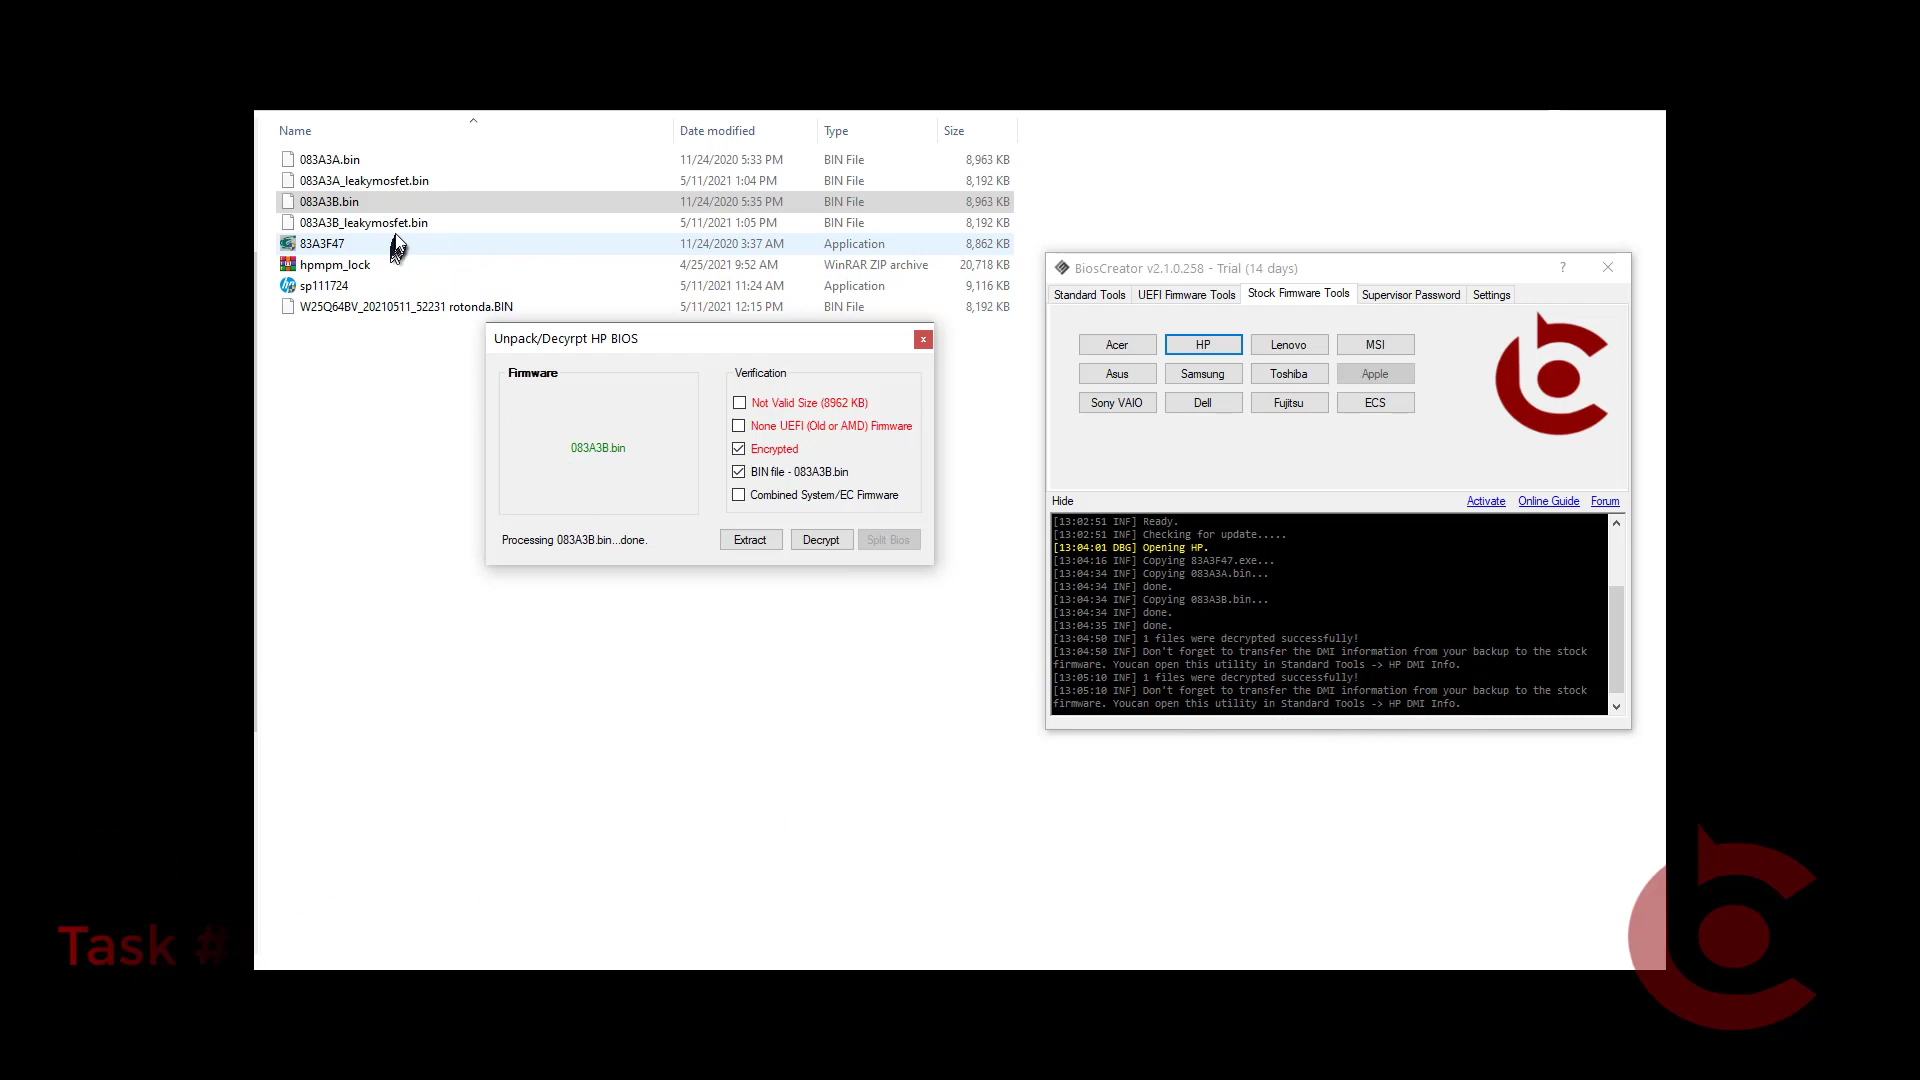 Name Date modified Type Size
083A3A.bin 11/24/2020 5:33 PM BIN File 8,963 KB
083A3A_leakymosfet.bin 5/11/2021 1:04 PM BIN File 8,192 KB
083A3B.bin 11/24/2020 5:35 PM BIN File 8,963 KB
083A3B_leakymosfet.bin 5/11/2021 1:05 PM BIN File 8,192 KB
83A3F47 11/24/2020 3:37 AM Application 8,862 KB
hpmpm_lock 4/25/2021 9:52 AM WinRAR ZIP archive 20,718 KB
sp111724 5/11/2021 11:24 AM Application 9,116 KB
W25Q64BV_20210511_52231 rotonda.BIN 5/11/2021 12:15 PM BIN File 8,192 KB
Unpack/Decyrpt HP BIOS x
Firmware
083A3B.bin
Verification
Not Valid Size (8962 KB)
None UEFI (Old or AMD) Firmware
Encrypted
BIN file - 083A3B.bin
Combined System/EC Firmware
Processing 083A3B.bin...done. Extract Decrypt Split Bios
BiosCreator v2.1.0.258 - Trial (14 days) ?
Standard Tools UEFI Firmware Tools Stock Firmware Tools Supervisor Password Settings
Acer HP Lenovo MSI
Asus Samsung Toshiba Apple
Sony VAIO Dell Fujitsu ECS
Hide Activate Online Guide Forum
[13:02:51 INF] Ready.
[13:02:51 INF] Checking for update.....
[13:04:01 DBG] Opening HP.
[13:04:16 INF] Copying 83A3F47.exe...
[13:04:34 INF] Copying 083A3A.bin...
[13:04:34 INF] done.
[13:04:34 INF] Copying 083A3B.bin...
[13:04:34 INF] done.
[13:04:35 INF] done.
[13:04:50 INF] 1 files were decrypted successfully!
[13:04:50 INF] Don't forget to transfer the DMI information from your backup to the stock
firmware. Youcan open this utility in Standard Tools -> HP DMI Info.
[13:05:10 INF] 1 files were decrypted successfully!
[13:05:10 INF] Don't forget to transfer the DMI information from your backup to the stock
firmware. Youcan open this utility in Standard Tools -> HP DMI Info.
Task #